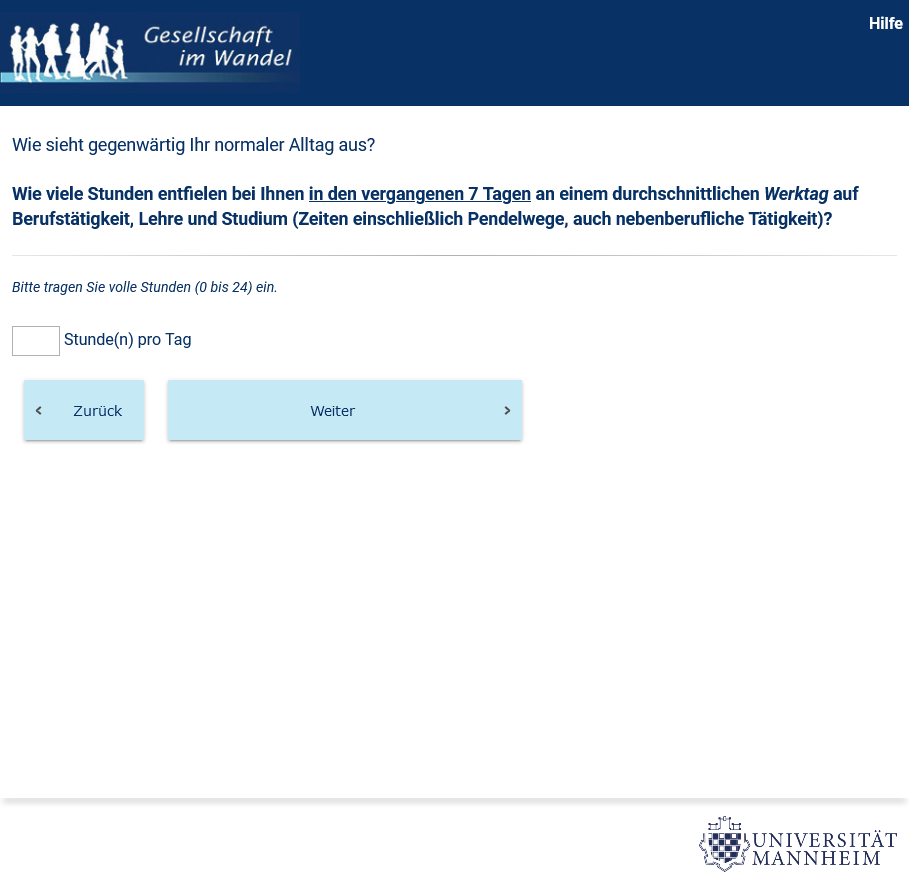 Gesellschaft
im Wandel
Hilfe
Wie sieht gegenwärtig Ihr normaler Alltag aus?
Wie viele Stunden entfielen bei Ihnen in den vergangenen 7 Tagen an einem durchschnittlichen Werktag auf
Berufstätigkeit, Lehre und Studium (Zeiten einschließlich Pendelwege, auch nebenberufliche Tätigkeit)?
Bitte tragen Sie volle Stunden (0 bis 24) ein.
Stunde(n) pro Tag
Zurück
Weiter
UNIVERSITÄT
MANNHEIM